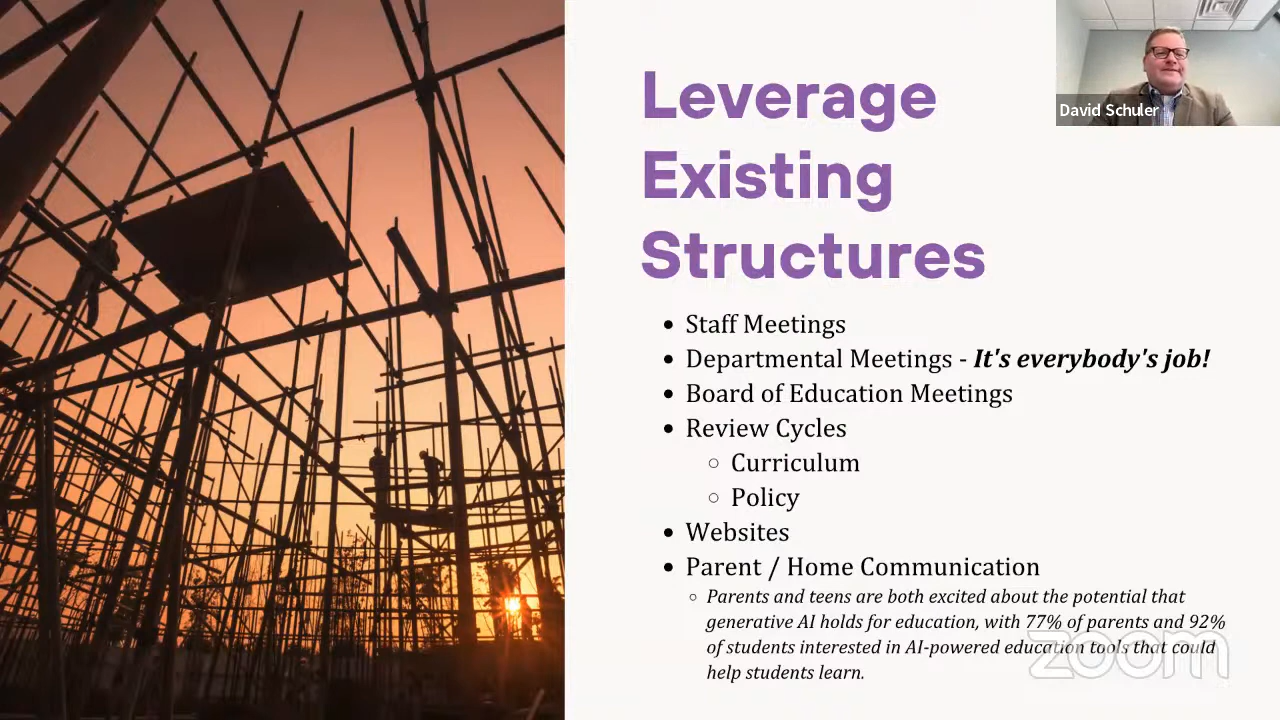 Leverage
Existing
Structures
David Schuler
• Staff Meetings
• Departmental Meetings - It's everybody's job!
• Board of Education Meetings
• Review Cycles
○ Curriculum
○ Policy
• Websites
• Parent / Home Communication
○ Parents and teens are both excited about the potential that
generative AI holds for education, with 77% of parents and 92%
of students interested in AI-powered education tools that could
help students learn.
zoom